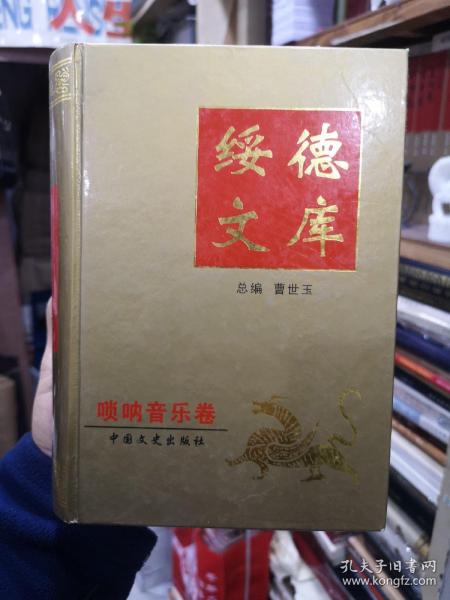 绥德
文库
总编 曹世玉
唢呐音乐卷
中国文史出版社
孔夫子旧书网
www.kongfz.com